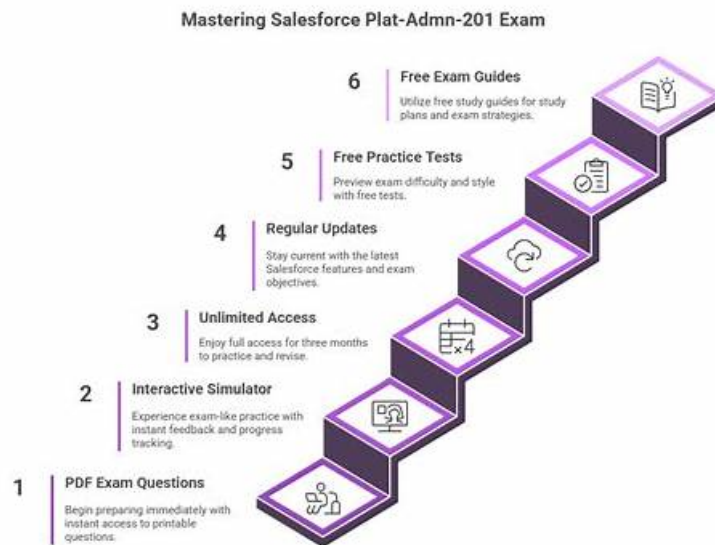 Mastering Salesforce Plat-Admn-201 Exam
6
Free Exam Guides
Utilize free study guides for study
plans and exam strategies.
5
Free Practice Tests
Preview exam difficulty and style
with free tests.
4
Regular Updates
Stay current with the latest
Salesforce features and exam
objectives.
3
Unlimited Access
Enjoy full access for three months
to practice and revise.
×4
2
Interactive Simulator
Experience exam-like practice with
instant feedback and progress
tracking.
1
PDF Exam Questions
Begin preparing immediately with
instant access to printable
questions.